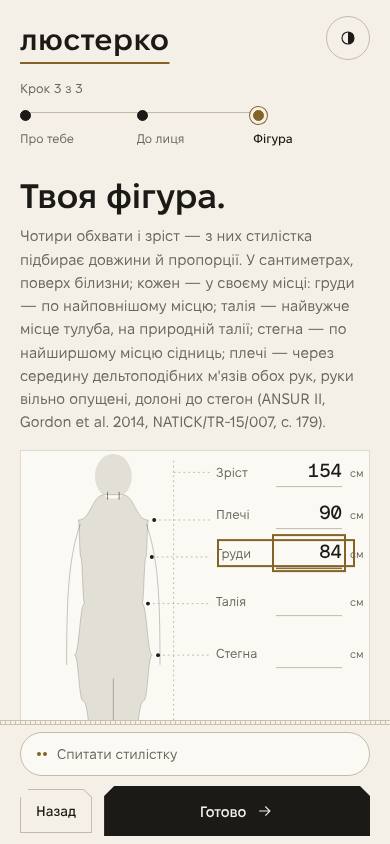 люстерко
Крок 3 з 3
Про тебе
До лиця
Фігура
Твоя фігура.
Чотири обхвати і зріст — з них стилістка
підбирає довжини й пропорції. У сантиметрах,
поверх білизни; кожен — у своєму місці: груди
— по найповнішому місцю; талія — найвужче
місце тулуба, на природній талії; стегна — по
найширшому місцю сідниць; плечі — через
середину дельтоподібних м'язів обох рук, руки
вільно опущені, долоні до стегон (ANSUR II,
Gordon et al. 2014, NATICK/TR-15/007, с. 179).
Зріст 154 см
Плечі 90 см
Груди 84 см
Талія см
Стегна см
Спитати стилістку
Назад
Готово →